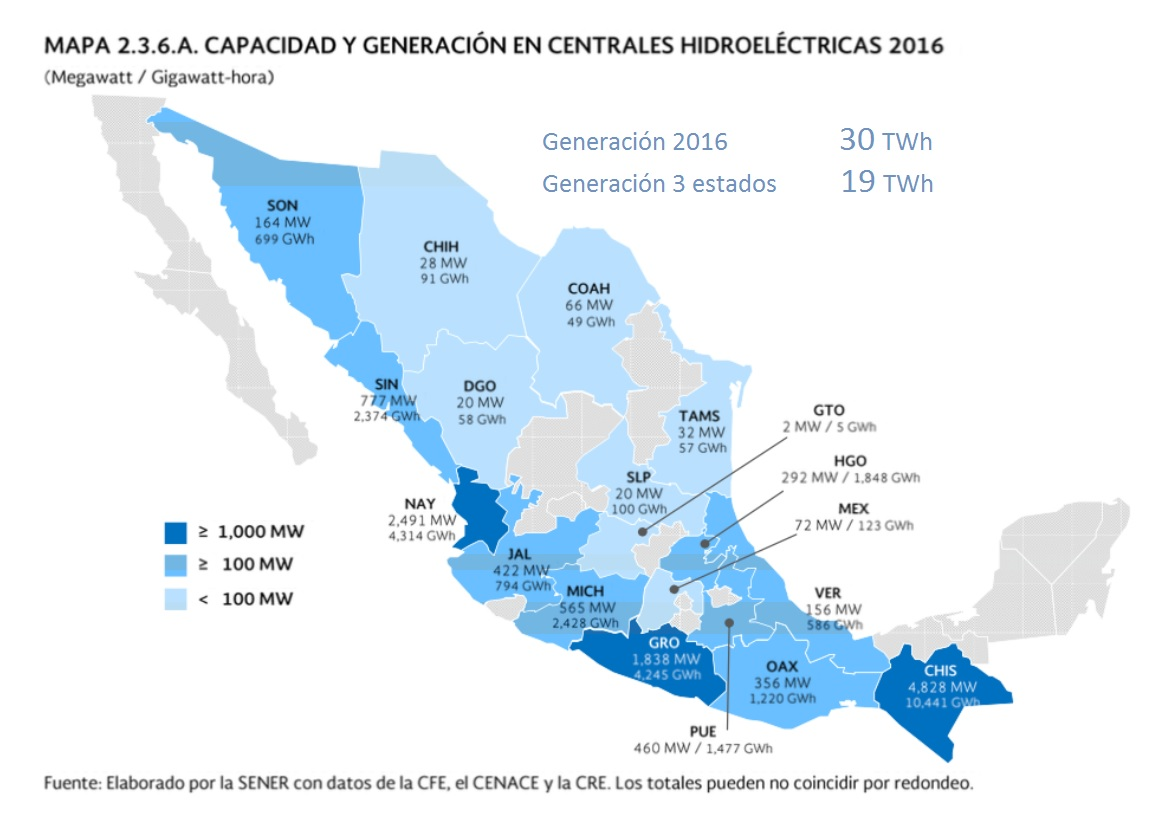 MAPA 2.3.6.A. CAPACIDAD Y GENERACIÓN EN CENTRALES HIDROELÉCTRICAS 2016
(Megawatt / Gigawatt-hora)
Generación 2016 30 TWh
Generación 3 estados 19 TWh
SON
164 MW
699 GWh
CHIH
28 MW
91 GWh
COAH
66 MW
49 GWh
SIN
777 MW
2,374 GWh
DGO
20 MW
58 GWh
TAMS
32 MW
57 GWh
GTO
2 MW / 5 GWh
HGO
292 MW / 1,848 GWh
MEX
72 MW / 123 GWh
SLP
20 MW
100 GWh
NAY
2,491 MW
4,314 GWh
≥ 1,000 MW
≥ 100 MW
< 100 MW
JAL
422 MW
794 GWh
MICH
565 MW
2,428 GWh
VER
156 MW
586 GWh
GRO
1,838 MW
4,245 GWh
OAX
356 MW
1,220 GWh
CHIS
4,828 MW
10,441 GWh
PUE
460 MW / 1,477 GWh
Fuente: Elaborado por la SENER con datos de la CFE, el CENACE y la CRE. Los totales pueden no coincidir por redondeo.